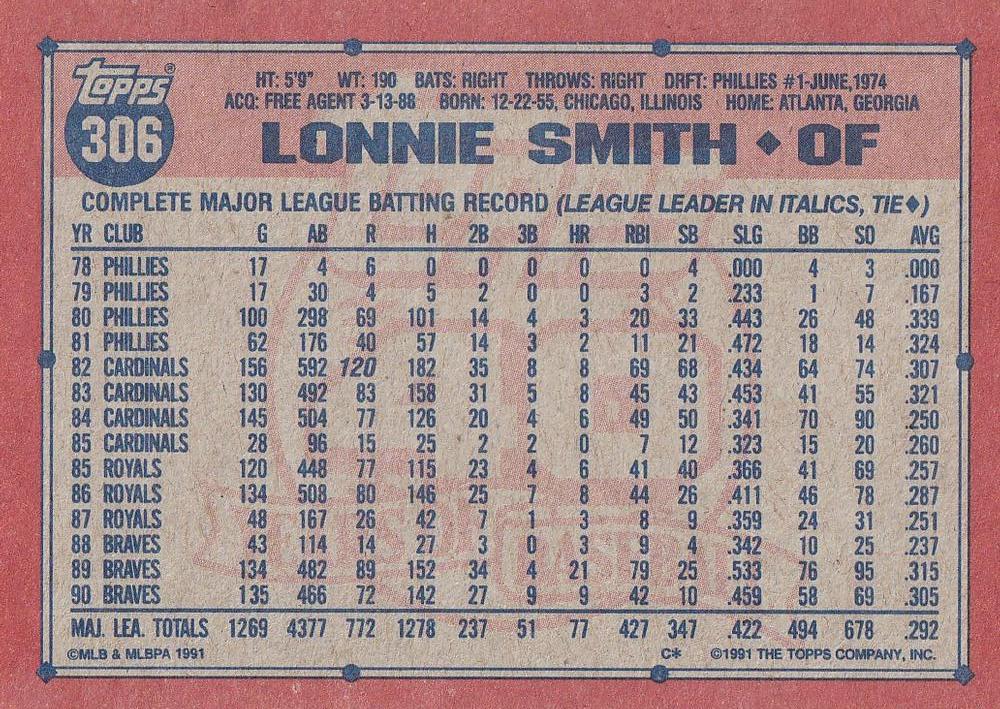 Topps®
306
HT: 5'9" WT: 190 BATS: RIGHT THROWS: RIGHT DRFT: PHILLIES #1-JUNE, 1974
ACQ: FREE AGENT 3-13-88 BORN: 12-22-55, CHICAGO, ILLINOIS HOME: ATLANTA, GEORGIA
LONNIE SMITH ♦ OF
COMPLETE MAJOR LEAGUE BATTING RECORD (LEAGUE LEADER IN ITALICS, TIE♦)
YR CLUB G AB R H 2B 3B HR RBI SB SLG BB SO AVG
78 PHILLIES 17 4 6 0 0 0 0 0 4 .000 4 3 .000
79 PHILLIES 17 30 4 5 2 0 0 3 2 .233 1 7 .167
80 PHILLIES 100 298 69 101 14 4 3 20 33 .443 26 48 .339
81 PHILLIES 62 176 40 57 14 3 2 11 21 .472 18 14 .324
82 CARDINALS 156 592 120 182 35 8 8 69 68 .434 64 74 .307
83 CARDINALS 130 492 83 158 31 5 8 45 43 .453 41 55 .321
84 CARDINALS 145 504 77 126 20 4 6 49 50 .341 70 90 .250
85 CARDINALS 28 96 15 25 2 2 0 7 12 .323 15 20 .260
85 ROYALS 120 448 77 115 23 4 6 41 40 .366 41 69 .257
86 ROYALS 134 508 80 146 25 7 8 44 26 .411 46 78 .287
87 ROYALS 48 167 26 42 7 1 3 8 9 .359 24 31 .251
88 BRAVES 43 114 14 27 3 0 3 9 4 .342 10 25 .237
89 BRAVES 134 482 89 152 34 4 21 79 25 .533 76 95 .315
90 BRAVES 135 466 72 142 27 9 9 42 10 .459 58 69 .305
MAJ. LEA. TOTALS 1269 4377 772 1278 237 51 77 427 347 .422 494 678 .292
©MLB & MLBPA 1991 C* ©1991 THE TOPPS COMPANY, INC.